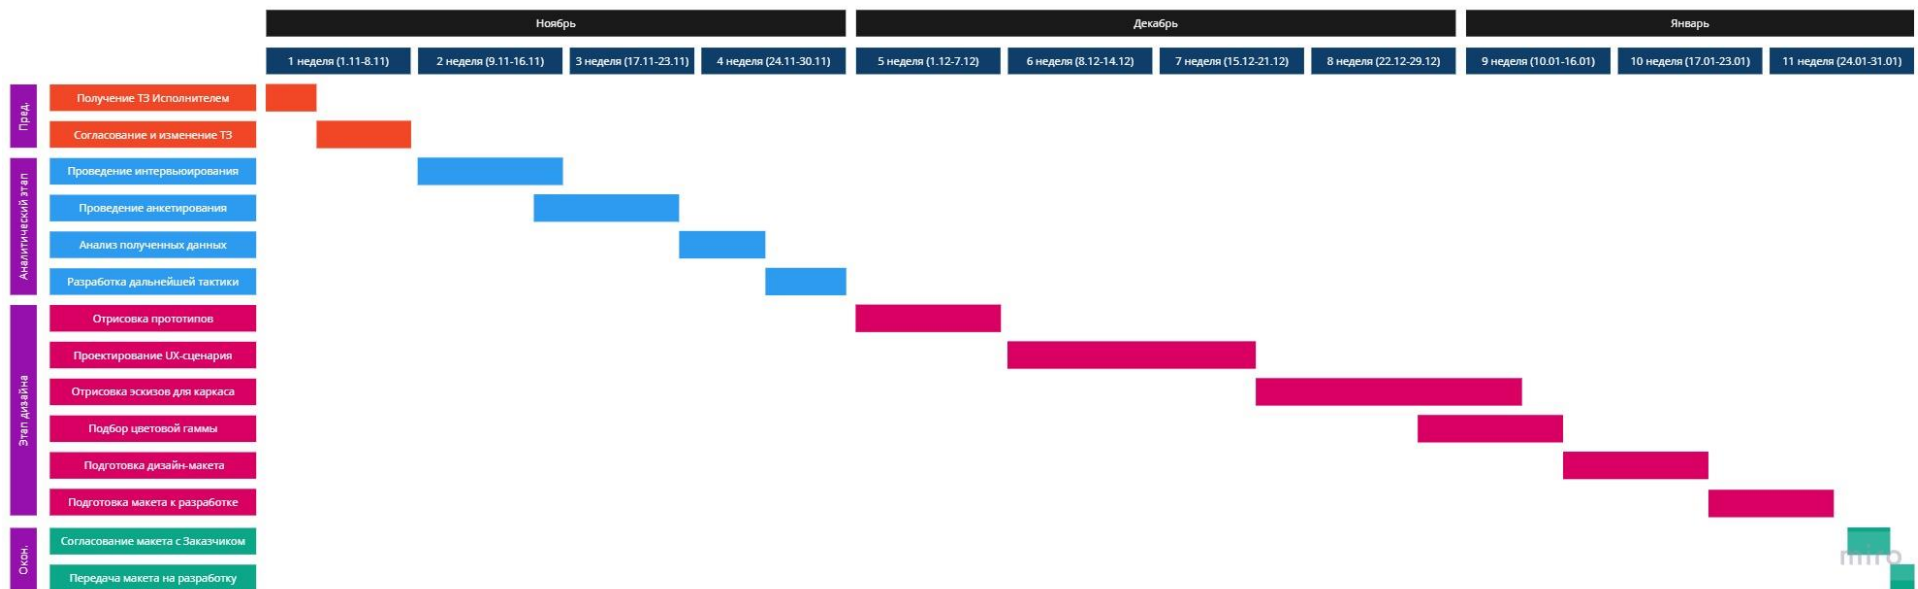 Ноябрь
Декабрь
Январь
1 неделя (1.11-8.11)
2 неделя (9.11-16.11)
3 неделя (17.11-23.11)
4 неделя (24.11-30.11)
5 неделя (1.12-7.12)
6 неделя (8.12-14.12)
7 неделя (15.12-21.12)
8 неделя (22.12-29.12)
9 неделя (10.01-16.01)
10 неделя (17.01-23.01)
11 неделя (24.01-31.01)
Пред.
Получение ТЗ Исполнителем
Согласование и изменение ТЗ
Аналитический этап
Проведение интервьюирования
Проведение анкетирования
Анализ полученных данных
Разработка дальнейшей тактики
Этап дизайна
Отрисовка прототипов
Проектирование UX-сценария
Отрисовка эскизов для каркаса
Подбор цветовой гаммы
Подготовка дизайн-макета
Подготовка макета к разработке
Окон.
Согласование макета с Заказчиком
Передача макета на разработку
miro